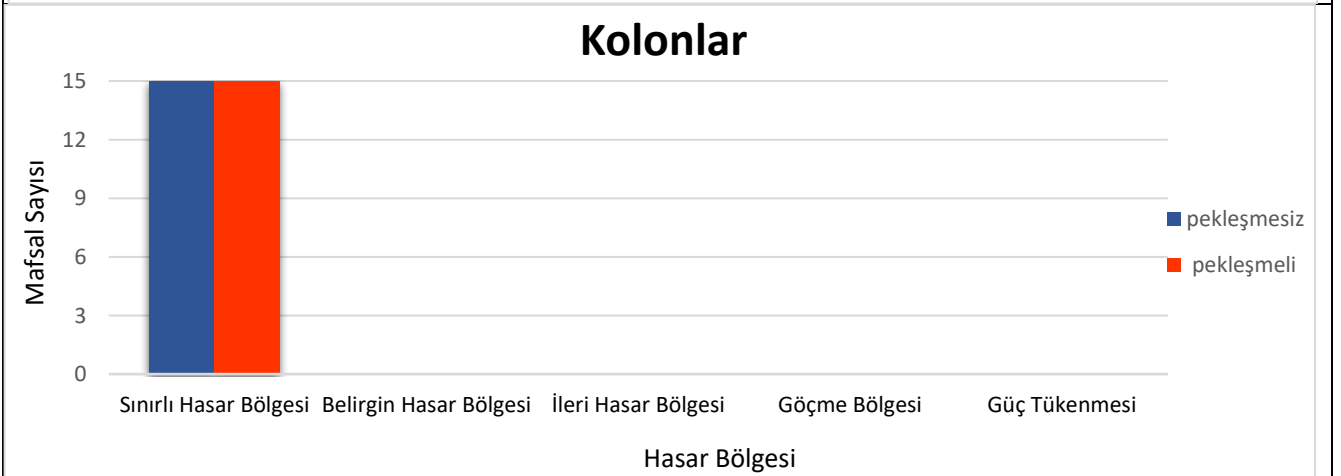 Kolonlar
15
12
9
6
3
0
Mafsal Sayısı
Sınırlı Hasar Bölgesi Belirgin Hasar Bölgesi İleri Hasar Bölgesi Göçme Bölgesi Güç Tükenmesi
Hasar Bölgesi
pekleşmesiz
pekleşmeli